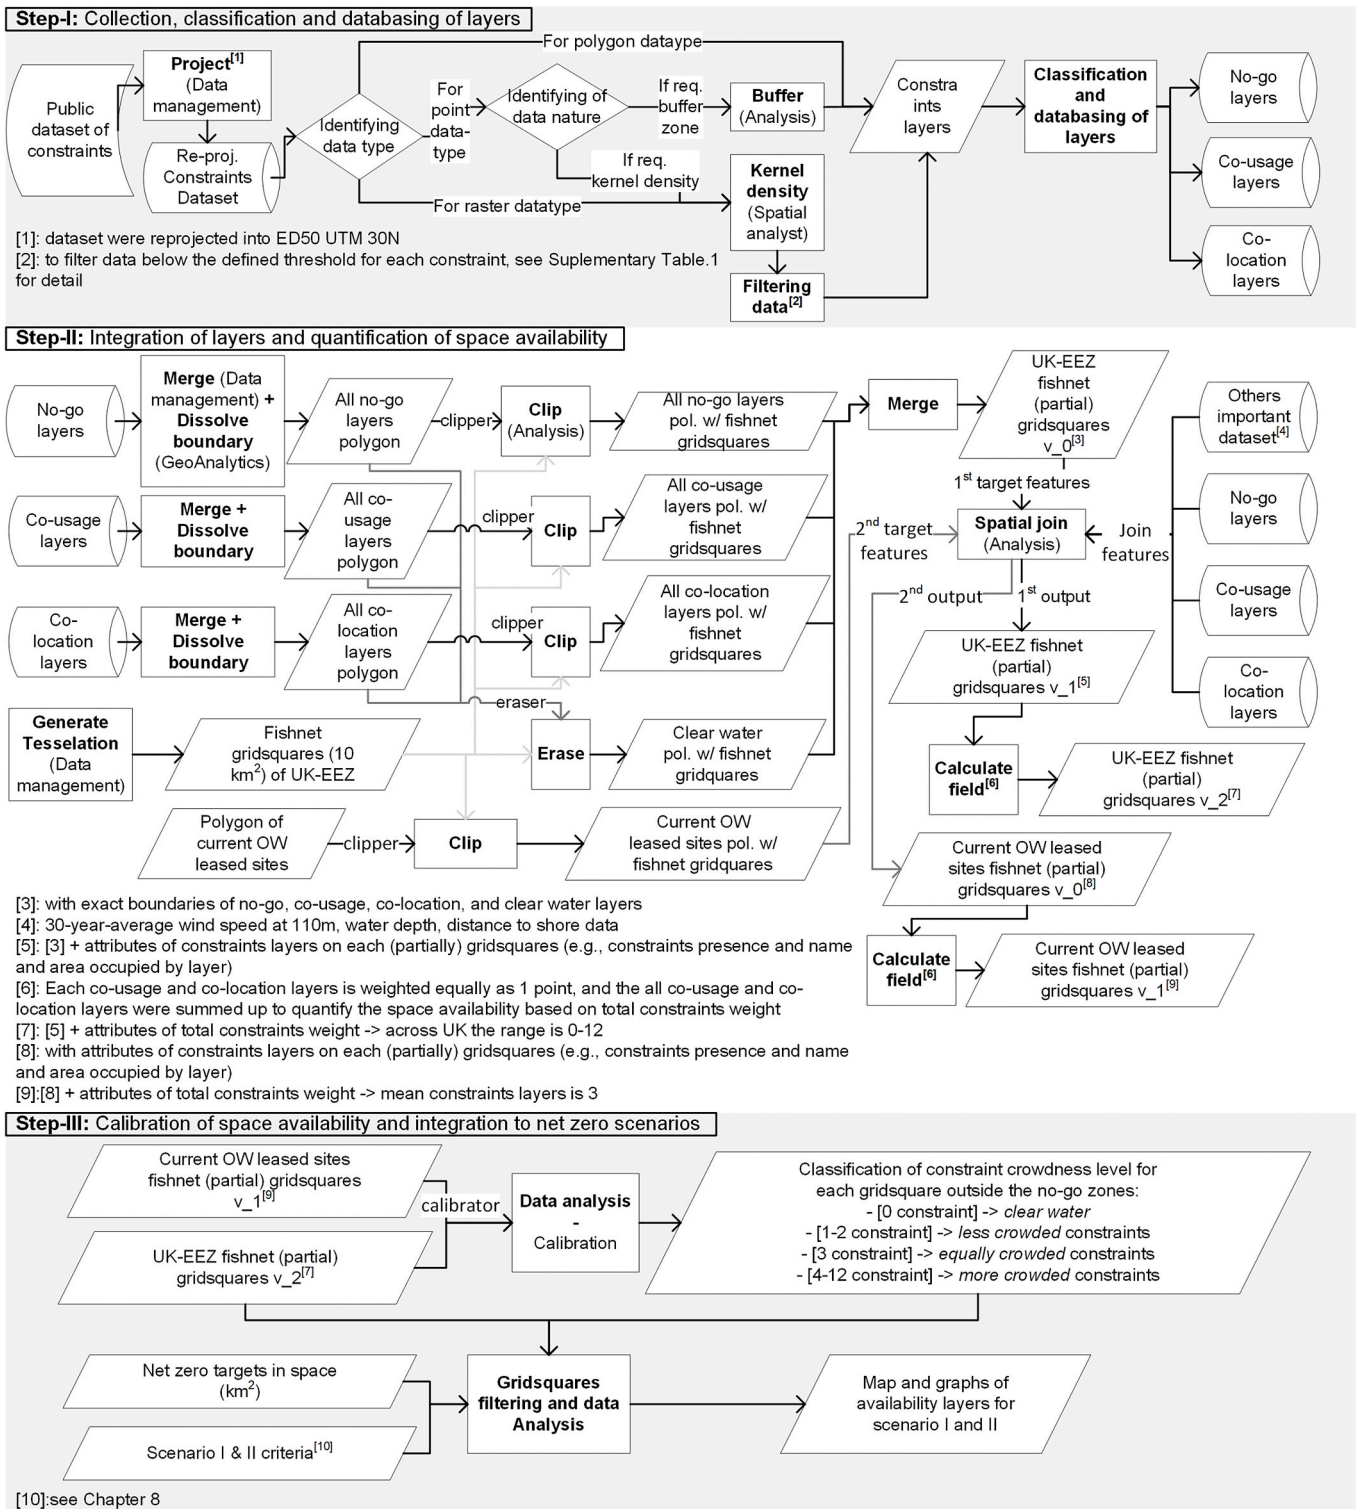 Step-I: Collection, classification and databasing of layers
Public
dataset of
constraints
Project[1]
(Data
management)
Re-proj.
Constraints
Dataset
Identifying
data type
For polygon dataype
For
point
data-
type
Identifying of
data nature
If req.
buffer
zone
Buffer
(Analysis)
If req.
kernel density
For raster datatype
Kernel
density
(Spatial
analyst)
Filtering
data[2]
Constra
ints
layers
Classification
and
databasing of
layers
No-go
layers
Co-usage
layers
Co-
location
layers
[1]: dataset were reprojected into ED50 UTM 30N
[2]: to filter data below the defined threshold for each constraint, see Suplementary Table.1
for detail
Step-II: Integration of layers and quantification of space availability
No-go
layers
Merge (Data
management) +
Dissolve
boundary
(GeoAnalytics)
All no-go
layers
polygon
clipper
Clip
(Analysis)
All no-go layers
pol. w/ fishnet
gridsquares
Merge
UK-EEZ
fishnet
(partial)
gridsquares
v_0[3]
Others
important
dataset[4]
Co-usage
layers
Merge +
Dissolve
boundary
All co-
usage
layers
polygon
clipper
Clip
All co-usage
layers pol. w/
fishnet
gridsquares
1st target features
2nd target
features
Spatial join
(Analysis)
Join
features
No-go
layers
Co-
location
layers
Merge +
Dissolve
boundary
All co-
location
layers
polygon
clipper
Clip
All co-location
layers pol. w/
fishnet
gridsquares
2nd output
1st output
Co-usage
layers
UK-EEZ fishnet
(partial)
gridsquares v_1[5]
Co-
location
layers
Generate
Tesselation
(Data
management)
Fishnet
gridsquares (10
km2) of UK-EEZ
eraser
Erase
Clear water
pol. w/ fishnet
gridquares
Calculate
field[6]
UK-EEZ fishnet
(partial)
gridsquares v_2[7]
Polygon of
current OW
leased sites
clipper
Clip
Current OW
leased sites pol. w/
fishnet gridquares
Current OW leased
sites fishnet (partial)
gridsquares v_0[8]
Calculate
field[6]
Current OW leased
sites fishnet (partial)
gridsquares v_1[9]
[3]: with exact boundaries of no-go, co-usage, co-location, and clear water layers
[4]: 30-year-average wind speed at 110m, water depth, distance to shore data
[5]: [3] + attributes of constraints layers on each (partially) gridsquares (e.g., constraints presence and name
and area occupied by layer)
[6]: Each co-usage and co-location layers is weighted equally as 1 point, and the all co-usage and co-
location layers were summed up to quantify the space availability based on total constraints weight
[7]: [5] + attributes of total constraints weight -> across UK the range is 0-12
[8]: with attributes of constraints layers on each (partially) gridsquares (e.g., constraints presence and name
and area occupied by layer)
[9]:[8] + attributes of total constraints weight -> mean constraints layers is 3
Step-III: Calibration of space availability and integration to net zero scenarios
Current OW leased sites
fishnet (partial) gridsquares
v_1[9]
UK-EEZ fishnet (partial)
gridsquares v_2[7]
calibrator
Data analysis
-
Calibration
Classification of constraint crowdness level for
each gridsquare outside the no-go zones:
- [0 constraint] -> clear water
- [1-2 constraint] -> less crowded constraints
- [3 constraint] -> equally crowded constraints
- [4-12 constraint] -> more crowded constraints
Net zero targets in space
(km2)
Scenario I & II criteria[10]
Gridsquares
filtering and data
Analysis
Map and graphs of
availability layers for
scenario I and II
[10]:see Chapter 8